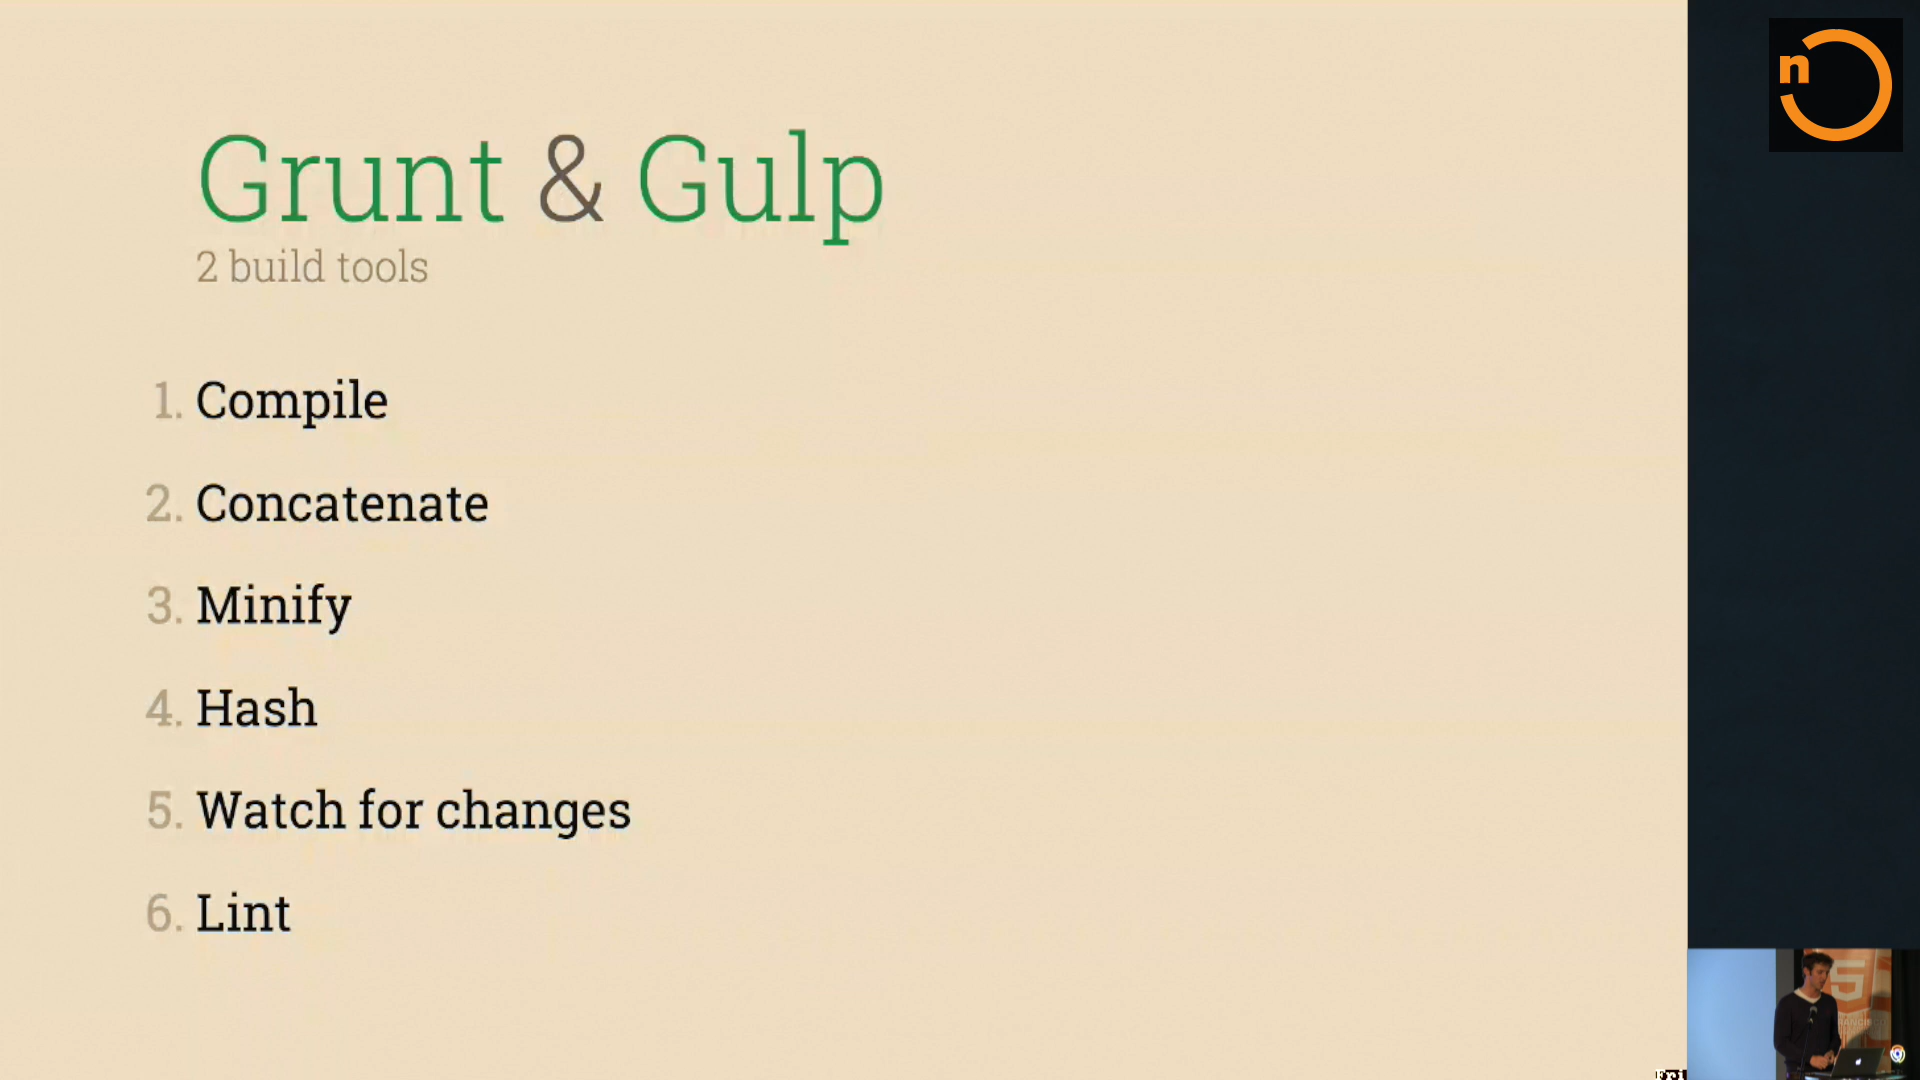 Grunt & Gulp
2 build tools
1. Compile
2. Concatenate
3. Minify
4. Hash
5. Watch for changes
6. Lint
n
5